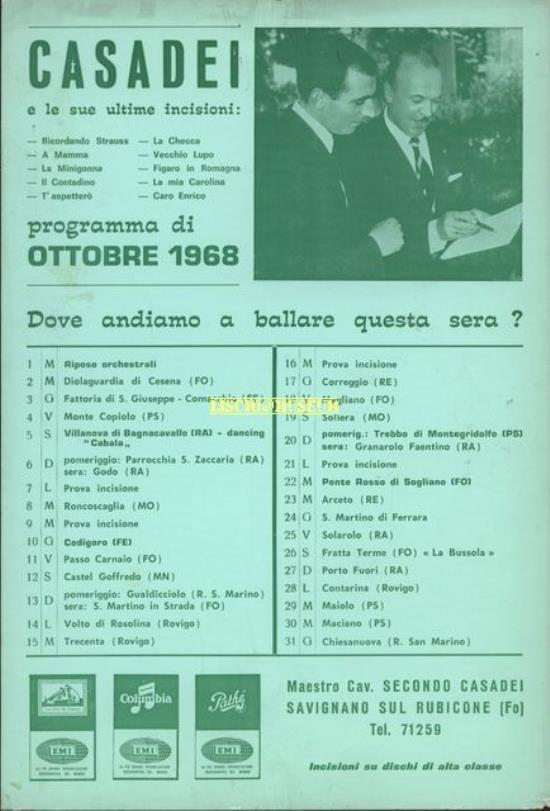 CASADEI
e le sue ultime incisioni:
— Ricordando Strauss
— A Mamma
— La Minigonna
— Il Contadino
— T'aspetterò
— La Checca
— Vecchio Lupo
— Figaro in Romagna
— La mia Carolina
— Caro Enrico
programma di
OTTOBRE 1968
Dove andiamo a ballare questa sera ?
1 M Riposo orchestrali
2 M Diolaguardia di Cesena (FO)
3 G Fattoria di S. Giuseppe - Comacchio (FE)
4 V Monte Copiolo (PS)
5 S Villanova di Bagnacavallo (RA) - dancing
"Cabala„
6 D pomeriggio: Parrocchia S. Zaccaria (RA)
sera: Godo (RA)
7 L Prova incisione
8 M Roncoscaglia (MO)
9 M Prova incisione
10 G Codigoro (FE)
11 V Passo Carnaio (FO)
12 S Castel Goffredo (MN)
13 D pomeriggio: Gualdicciolo (R. S. Marino)
sera: S. Martino in Strada (FO)
14 L Volto di Rosolina (Rovigo)
15 M Trecenta (Rovigo)
16 M Prova incisione
17 G Correggio (RE)
18 V (FO)
19 S Soliera (MO)
20 D pomerig.: Trebbo di Montegridolfo (PS)
sera: Granarolo Faentino (RA)
21 L Prova incisione
22 M Ponte Rosso di Sogliano (FO)
23 M Arceto (RE)
24 G S. Martino di Ferrara
25 V Solarolo (RA)
26 S Fratta Terme (FO) « La Bussola »
27 D Porto Fuori (RA)
28 L Contarina (Rovigo)
29 M Maiolo (PS)
30 M Maciano (PS)
31 G Chiesanuova (R. San Marino)
Columbia
Pathé
EMI
EMI
EMI
Maestro Cav. SECONDO CASADEI
SAVIGNANO SUL RUBICONE (Fo)
Tel. 71259
Incisioni su dischi di alta classe